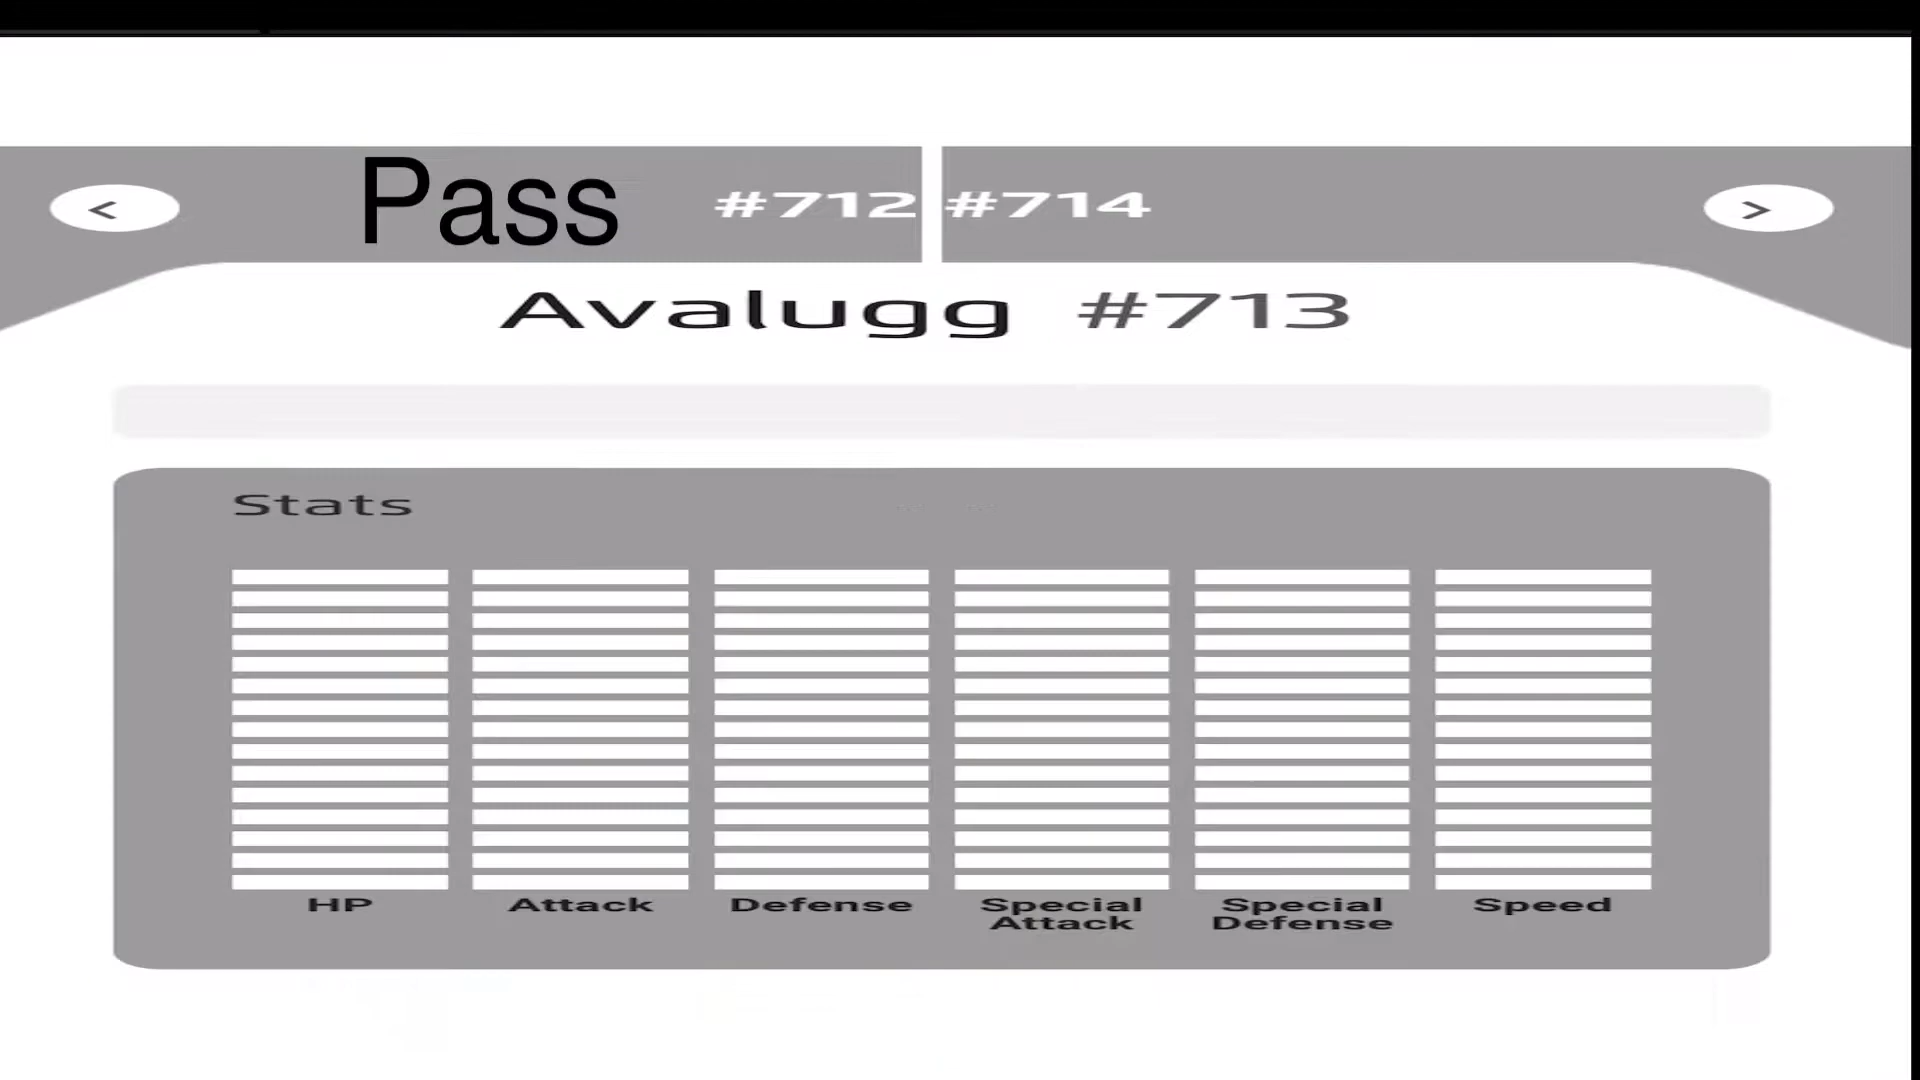 Pass #712 #714
Avalugg #713
Stats
HP Attack Defense Special Attack Special Defense Speed